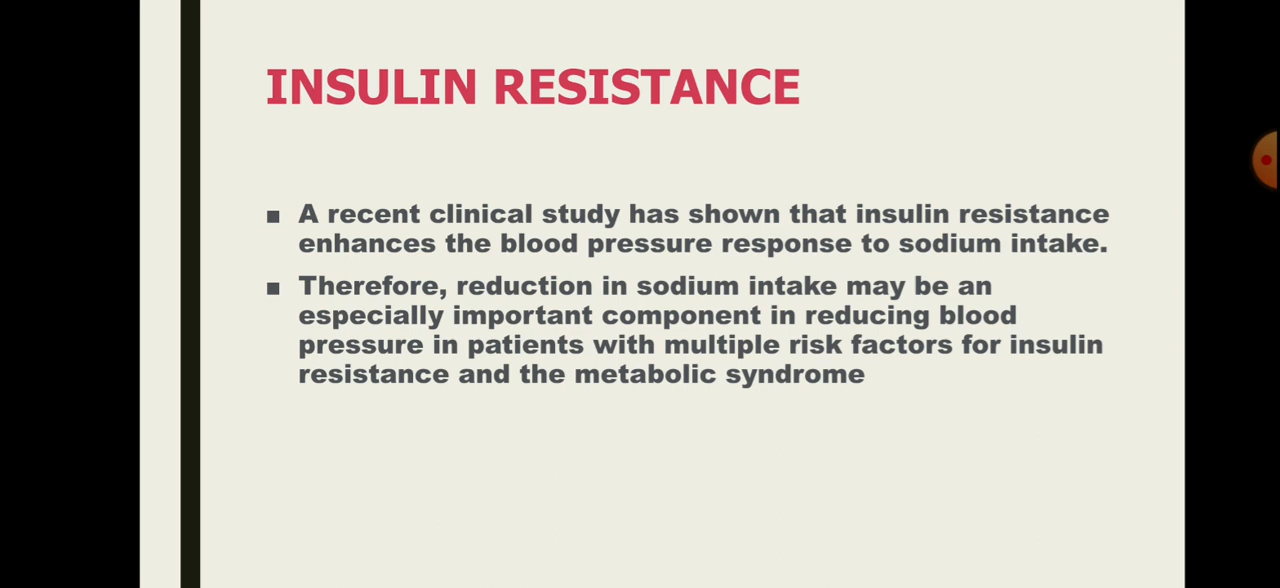 INSULIN RESISTANCE
■ A recent clinical study has shown that insulin resistance
enhances the blood pressure response to sodium intake.
■ Therefore, reduction in sodium intake may be an
especially important component in reducing blood
pressure in patients with multiple risk factors for insulin
resistance and the metabolic syndrome